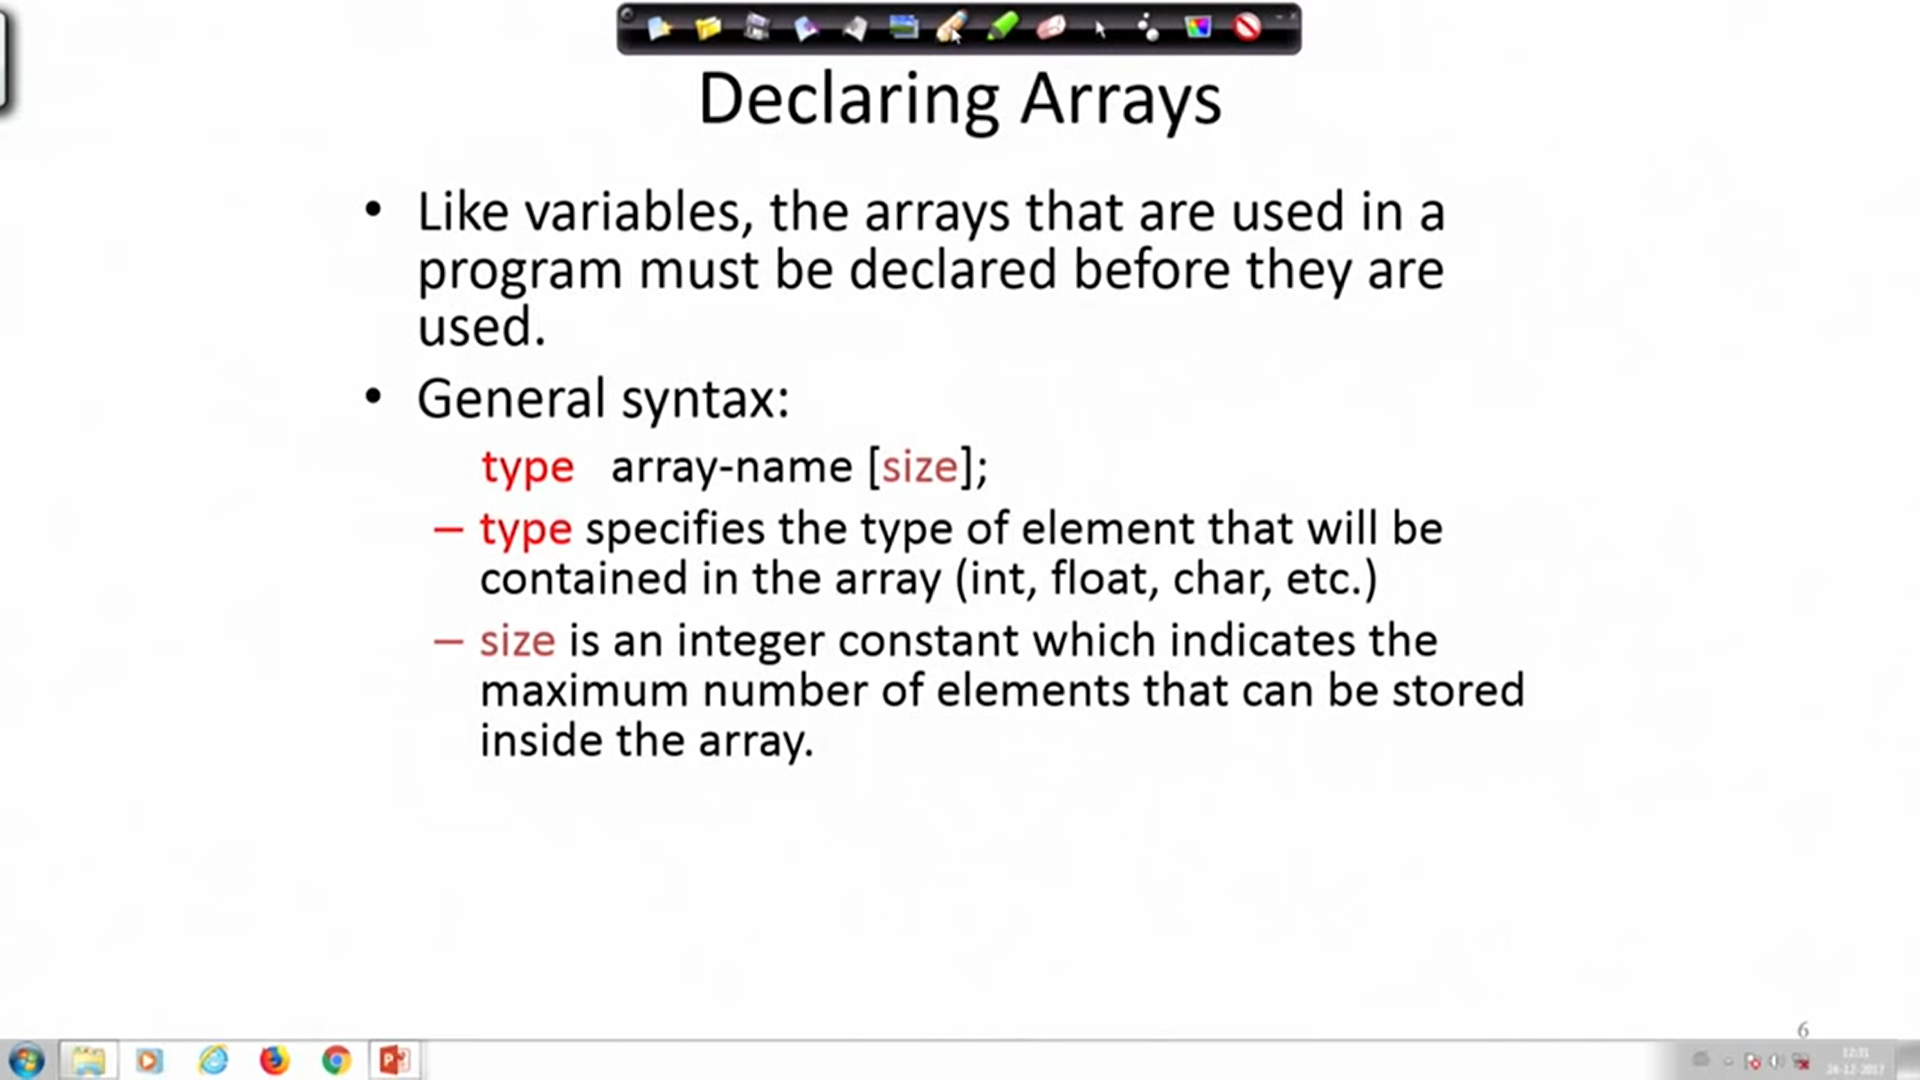 Declaring Arrays
• Like variables, the arrays that are used in a
program must be declared before they are
used.
• General syntax:
type array-name [size];
– type specifies the type of element that will be
contained in the array (int, float, char, etc.)
– size is an integer constant which indicates the
maximum number of elements that can be stored
inside the array.
6
12:31